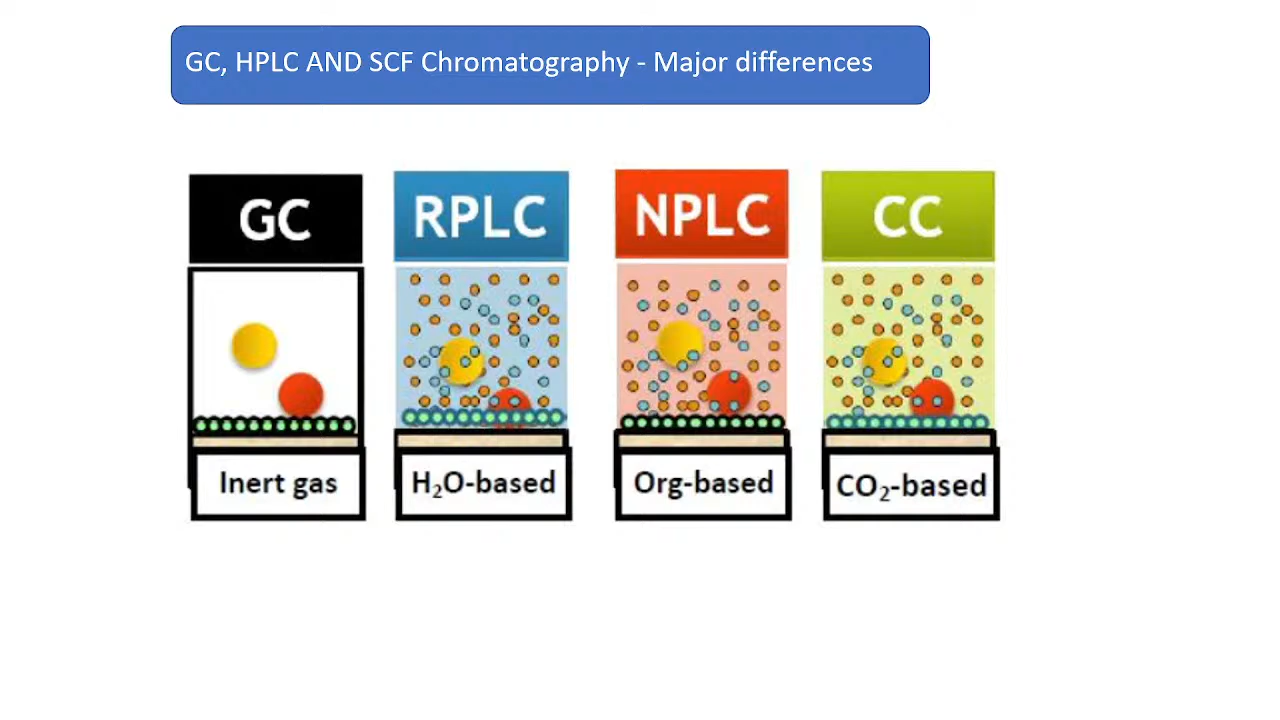 GC, HPLC AND SCF Chromatography - Major differences
GC
RPLC
NPLC
CC
Inert gas
H₂O-based
Org-based
CO₂-based